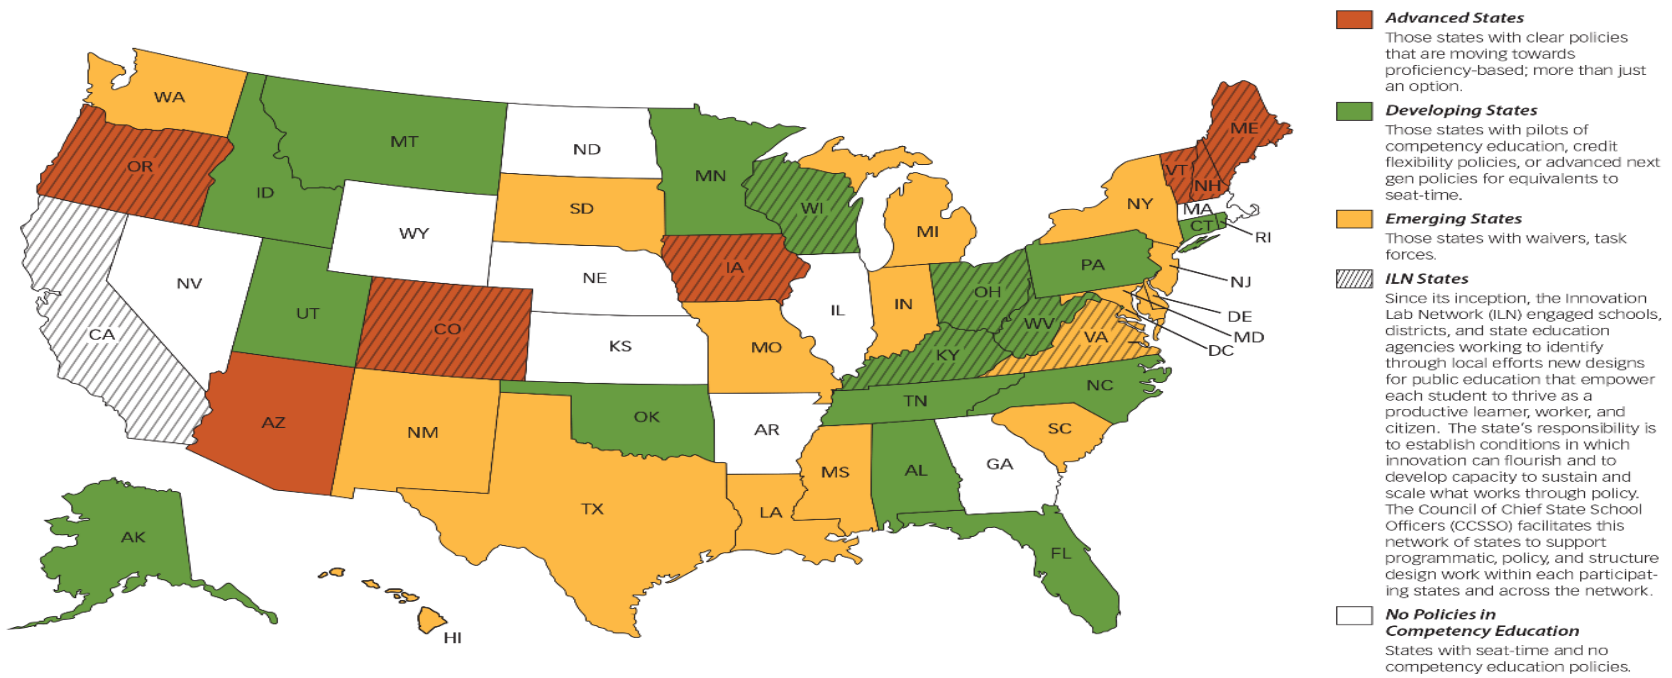 WA
OR
CA
NV
ID
MT
WY
UT
CO
AZ
NM
ND
SD
NE
KS
OK
TX
MN
IA
MO
AR
LA
WI
IL
MI
IN
OH
KY
TN
MS
AL
GA
FL
SC
NC
VA
WV
PA
NY
VT
NH
ME
MA
CT
RI
NJ
DE
MD
DC
AK
HI
Advanced States
Those states with clear policies
that are moving towards
proficiency-based; more than just
an option.
Developing States
Those states with pilots of
competency education, credit
flexibility policies, or advanced next
gen policies for equivalents to
seat-time.
Emerging States
Those states with waivers, task
forces.
ILN States
Since its inception, the Innovation
Lab Network (ILN) engaged schools,
districts, and state education
agencies working to identify
through local efforts new designs
for public education that empower
each student to thrive as a
productive learner, worker, and
citizen. The state's responsibility is
to establish conditions in which
innovation can flourish and to
develop capacity to sustain and
scale what works through policy.
The Council of Chief State School
Officers (CCSSO) facilitates this
network of states to support
programmatic, policy, and structure
design work within each participat-
ing states and across the network.
No Policies in
Competency Education
States with seat-time and no
competency education policies.